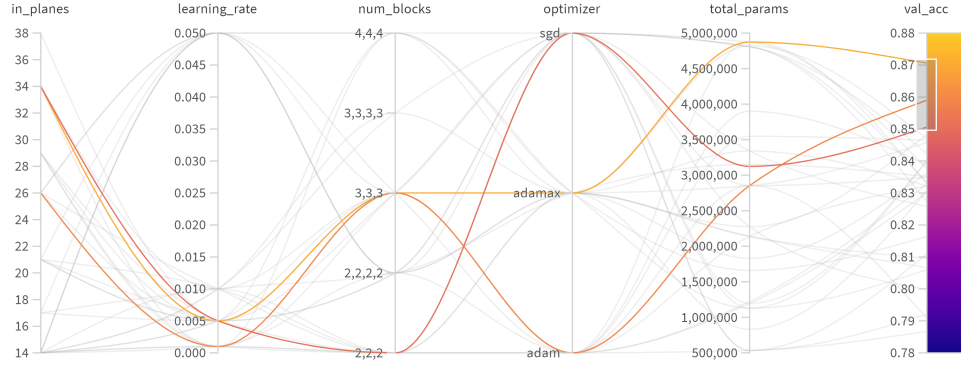 in_planes learning_rate num_blocks optimizer total_params val_acc
38 0.050 4,4,4 sgd 5,000,000 0.88
36 0.045 4,500,000 0.87
34 0.040 4,000,000 0.86
32 0.035 3,3,3,3 3,500,000 0.85
30 0.030 3,000,000 0.84
28 0.025 3,3,3 adamax 2,500,000 0.83
26 0.020 2,000,000 0.82
24 0.015 2,2,2,2 1,500,000 0.81
22 0.010 1,000,000 0.80
20 0.005 2,2,2 adam 500,000 0.79
18 0.000 0.78
16
14